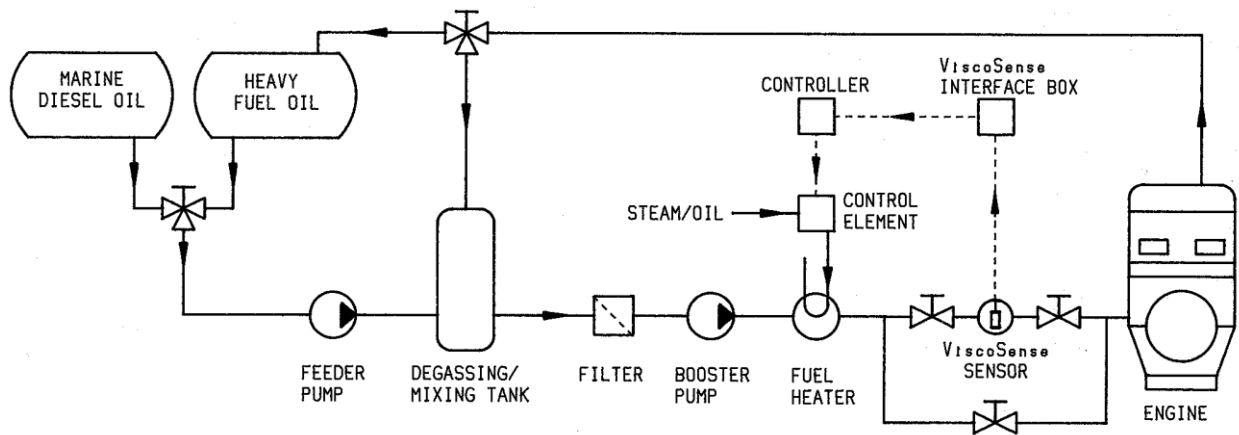 MARINE
DIESEL OIL
HEAVY
FUEL OIL
CONTROLLER
ViscoSense
INTERFACE BOX
STEAM/OIL
CONTROL
ELEMENT
FEEDER
PUMP
DEGASSING/
MIXING TANK
FILTER
BOOSTER
PUMP
FUEL
HEATER
ViscoSense
SENSOR
ENGINE